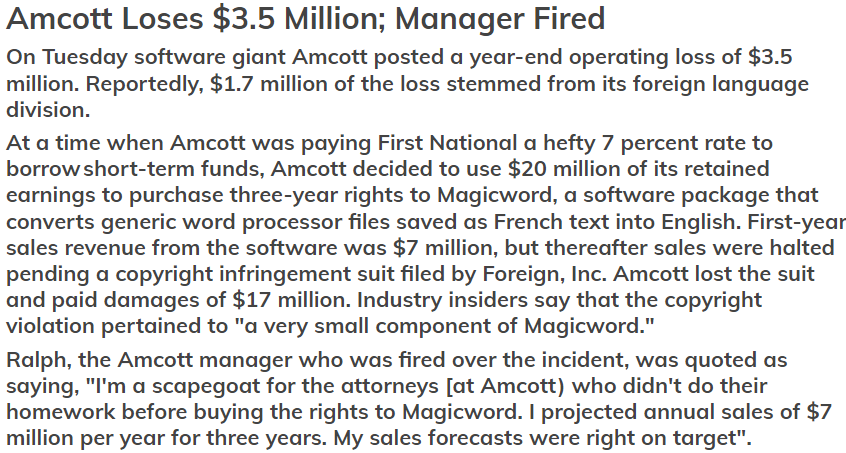 Amcott Loses $3.5 Million; Manager Fired
On Tuesday software giant Amcott posted a year-end operating loss of $3.5
million. Reportedly, $1.7 million of the loss stemmed from its foreign language
division.
At a time when Amcott was paying First National a hefty 7 percent rate to
borrow short-term funds, Amcott decided to use $20 million of its retained
earnings to purchase three-year rights to Magicword, a software package that
converts generic word processor files saved as French text into English. First-year
sales revenue from the software was $7 million, but thereafter sales were halted
pending a copyright infringement suit filed by Foreign, Inc. Amcott lost the suit
and paid damages of $17 million. Industry insiders say that the copyright
violation pertained to "a very small component of Magicword."
Ralph, the Amcott manager who was fired over the incident, was quoted as
saying, "I'm a scapegoat for the attorneys [at Amcott) who didn't do their
homework before buying the rights to Magicword. I projected annual sales of $7
million per year for three years. My sales forecasts were right on target".